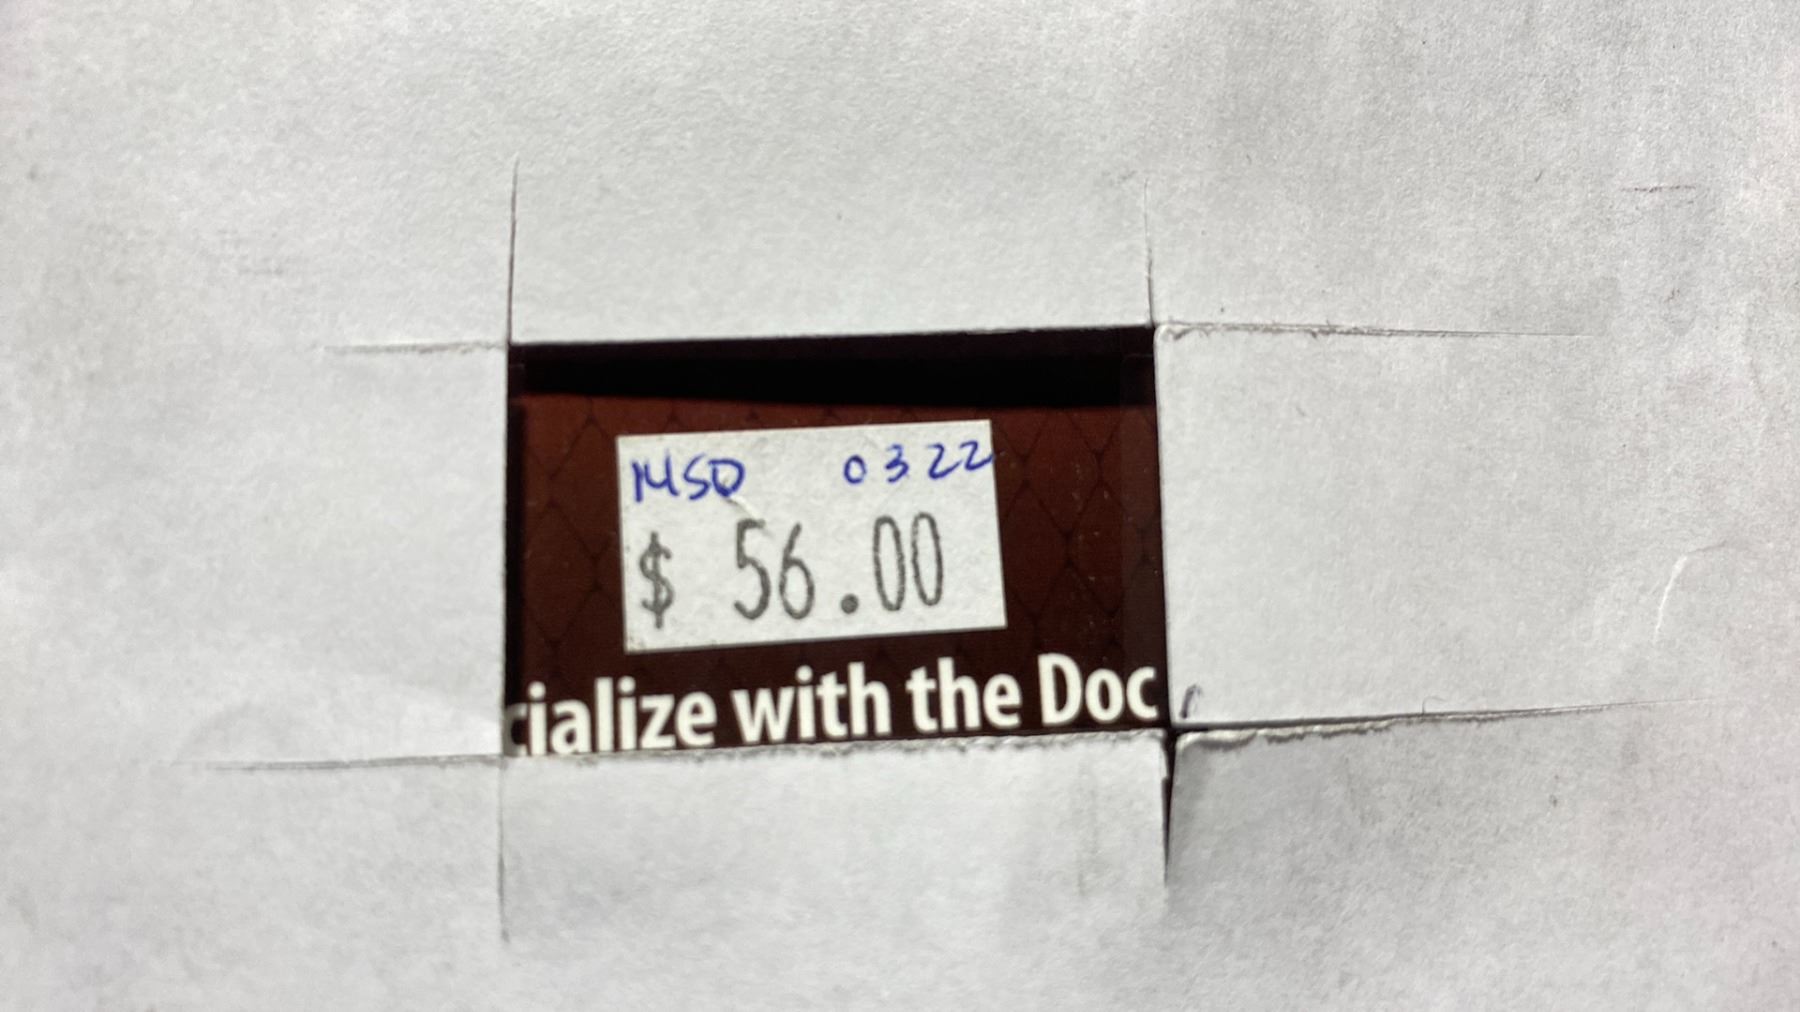 MSD 0322
$ 56.00
cialize with the Doc